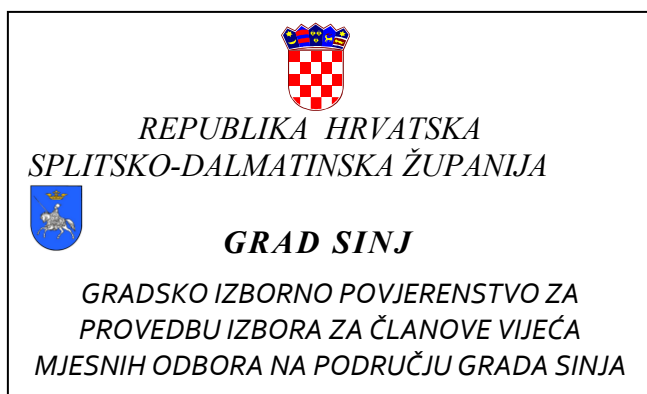 REPUBLIKA HRVATSKA
SPLITSKO-DALMATINSKA ŽUPANIJA
GRAD SINJ
GRADSKO IZBORNO POVJERENSTVO ZA
PROVEDBU IZBORA ZA ČLANOVE VIJEĆA
MJESNIH ODBORA NA PODRUČJU GRADA SINJA